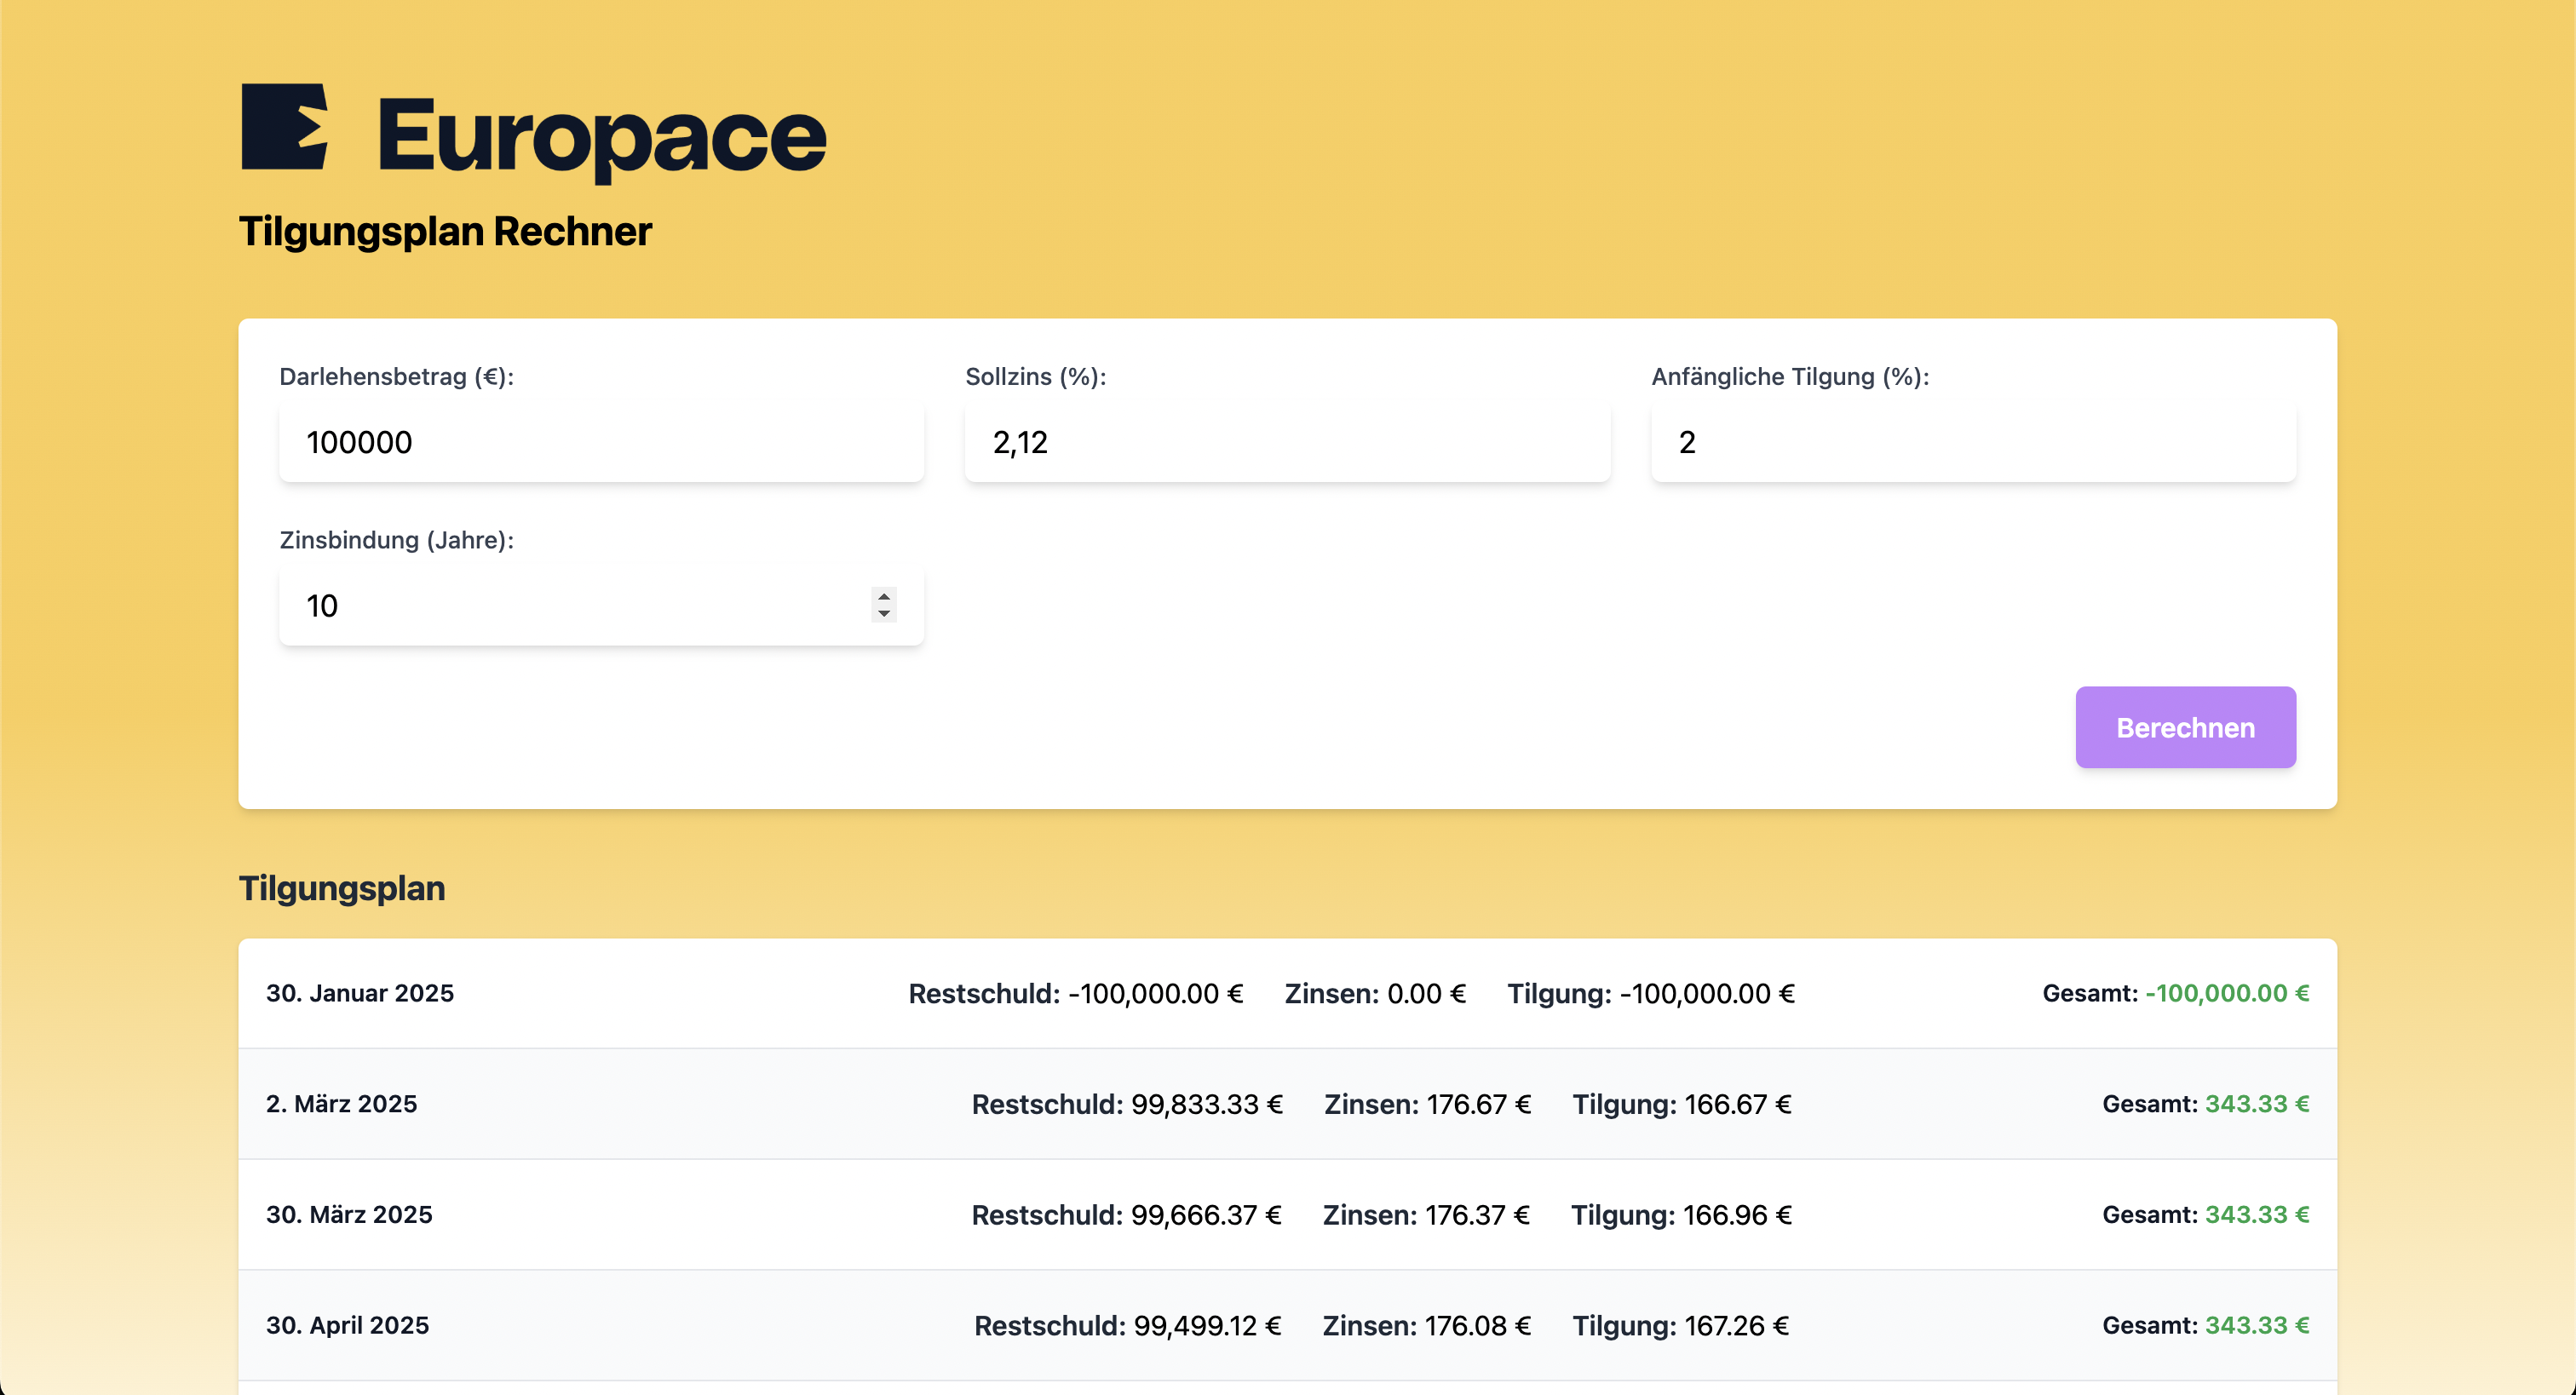 Europace
Tilgungsplan Rechner
Darlehensbetrag (€): Sollzins (%): Anfängliche Tilgung (%):
100000 2,12 2
Zinsbindung (Jahre):
10
Berechnen
Tilgungsplan
30. Januar 2025 Restschuld: -100,000.00 € Zinsen: 0.00 € Tilgung: -100,000.00 € Gesamt: -100,000.00 €
2. März 2025 Restschuld: 99,833.33 € Zinsen: 176.67 € Tilgung: 166.67 € Gesamt: 343.33 €
30. März 2025 Restschuld: 99,666.37 € Zinsen: 176.37 € Tilgung: 166.96 € Gesamt: 343.33 €
30. April 2025 Restschuld: 99,499.12 € Zinsen: 176.08 € Tilgung: 167.26 € Gesamt: 343.33 €